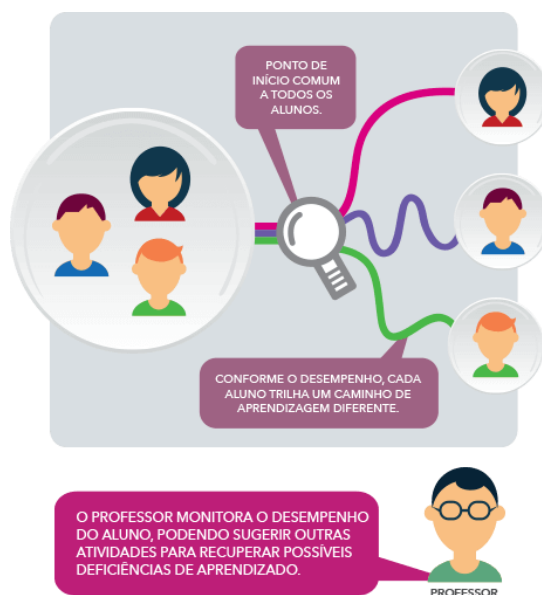 PONTO DE
INÍCIO COMUM
A TODOS OS
ALUNOS.
CONFORME O DESEMPENHO, CADA
ALUNO TRILHA UM CAMINHO DE
APRENDIZAGEM DIFERENTE.
O PROFESSOR MONITORA O DESEMPENHO
DO ALUNO, PODENDO SUGERIR OUTRAS
ATIVIDADES PARA RECUPERAR POSSÍVEIS
DEFICIÊNCIAS DE APRENDIZADO.
PROFESSOR